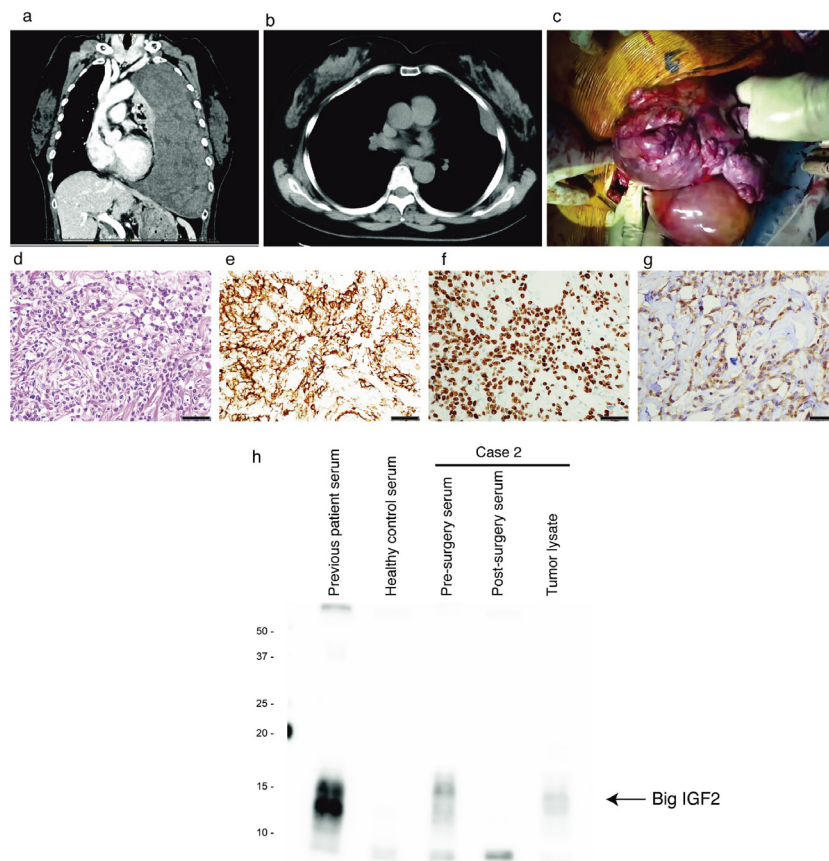 a
b
c
d
e
f
g
h
Case 2
Previous patient serum
Healthy control serum
Pre-surgery serum
Post-surgery serum
Tumor lysate
50 -
37 -
25 -
20 -
15 -
Big IGF2
10 -